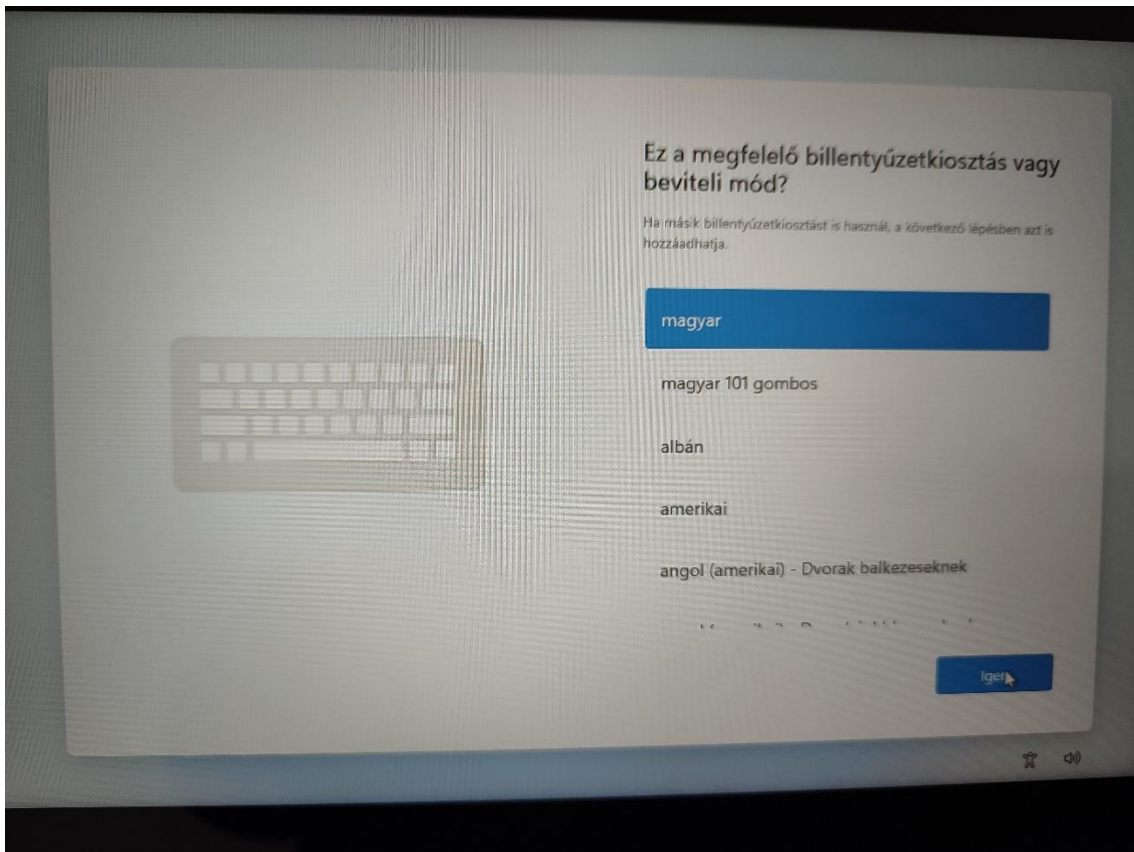 Ez a megfelelő billentyűzetkiosztás vagy
beviteli mód?
Ha másik billentyűzetkiosztást is használ, a következő lépésben azt is
hozzáadhatja.
magyar
magyar 101 gombos
albán
amerikai
angol (amerikai) - Dvorak balkezeseknek
Igen